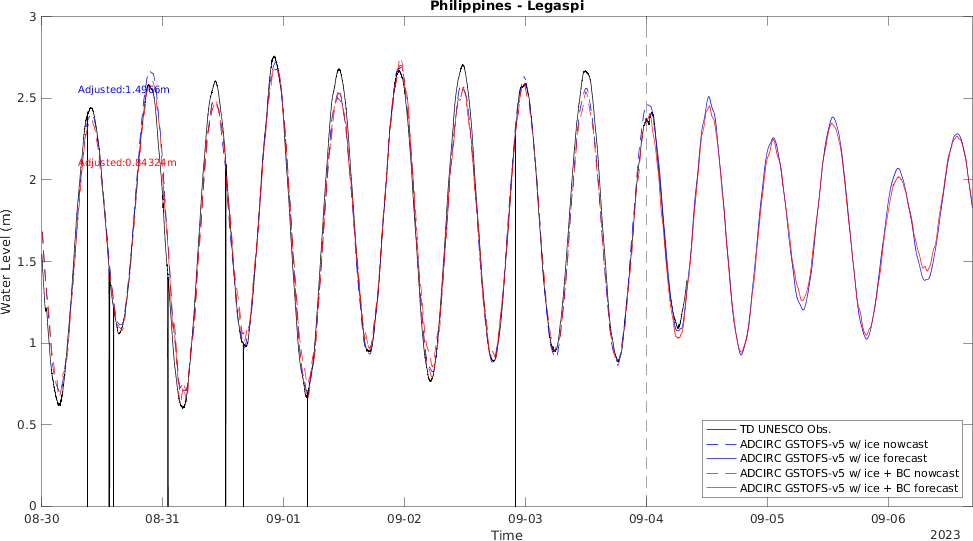 Philippines - Legaspi
3
2.5
2
1.5
1
0.5
0
Water Level (m)
Adjusted:1.4966m
Adjusted:0.84324m
TD UNESCO Obs.
ADCIRC GSTOFS-v5 w/ ice nowcast
ADCIRC GSTOFS-v5 w/ ice forecast
ADCIRC GSTOFS-v5 w/ ice + BC nowcast
ADCIRC GSTOFS-v5 w/ ice + BC forecast
08-30 08-31 09-01 09-02 09-03 09-04 09-05 09-06
Time
2023